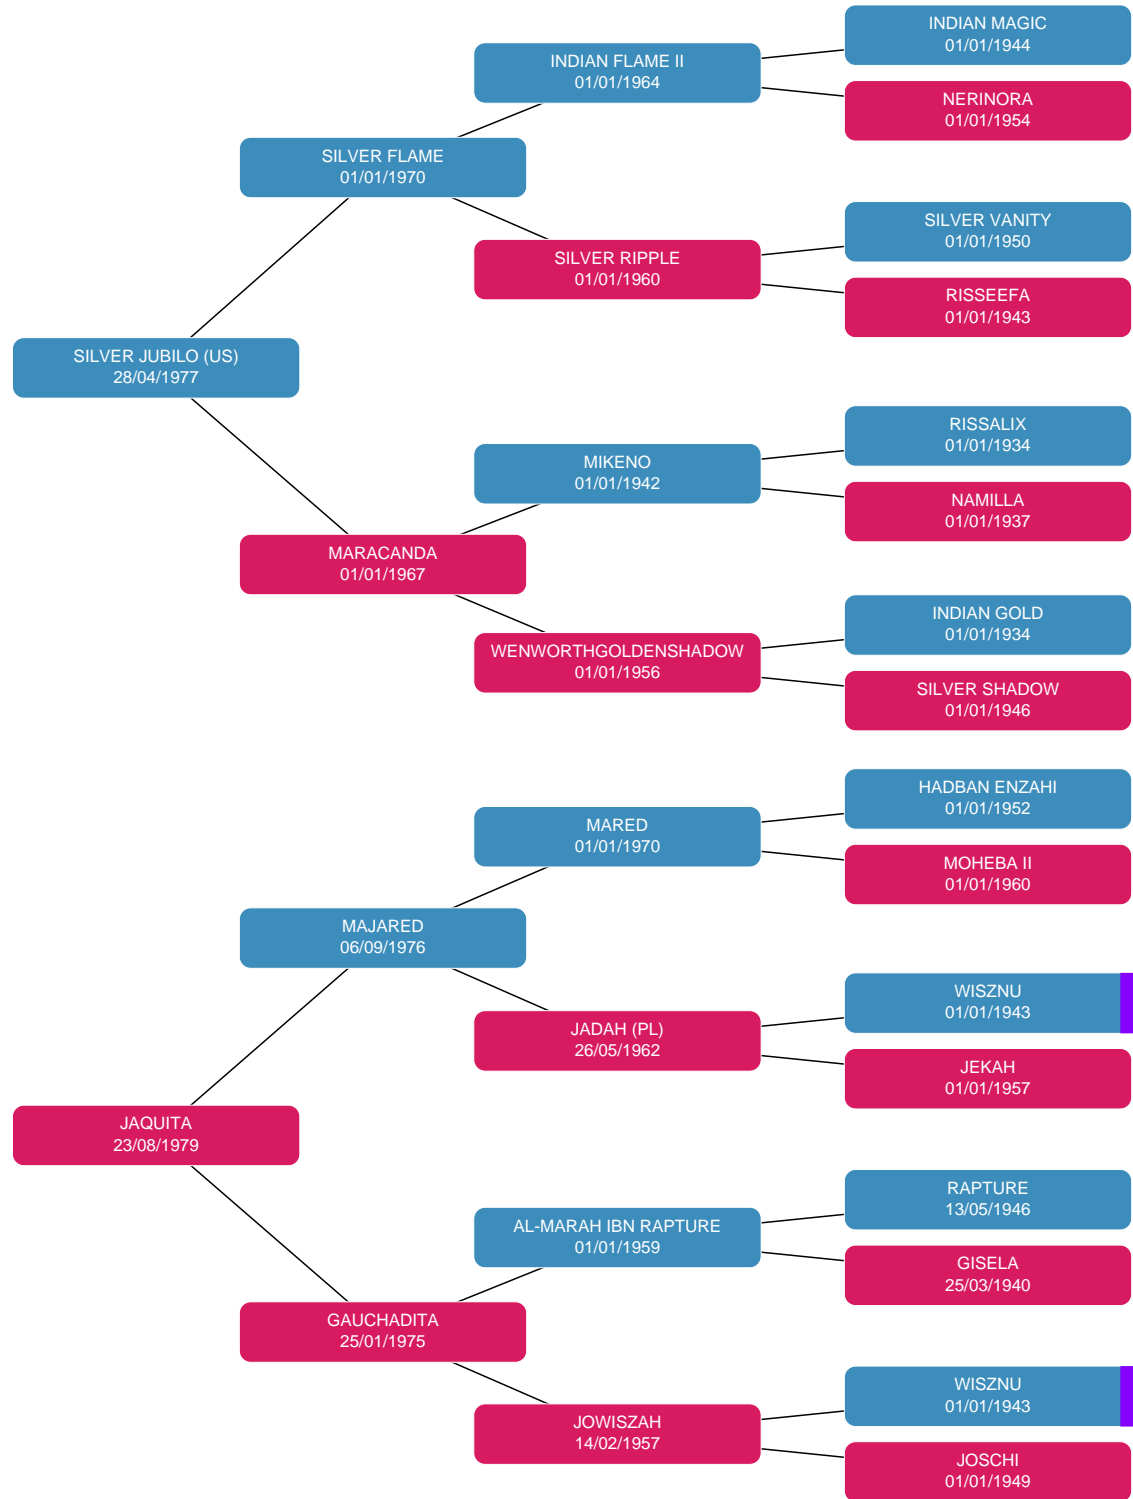 INDIAN MAGIC
01/01/1944
INDIAN FLAME II
01/01/1964
NERINORA
01/01/1954
SILVER FLAME
01/01/1970
SILVER VANITY
01/01/1950
SILVER RIPPLE
01/01/1960
RISSEEFA
01/01/1943
SILVER JUBILO (US)
28/04/1977
RISSALIX
01/01/1934
MIKENO
01/01/1942
NAMILLA
01/01/1937
MARACANDA
01/01/1967
INDIAN GOLD
01/01/1934
WENWORTHGOLDENSHADOW
01/01/1956
SILVER SHADOW
01/01/1946
HADBAN ENZAHI
01/01/1952
MARED
01/01/1970
MOHEBA II
01/01/1960
MAJARED
06/09/1976
WISZNU
01/01/1943
JADAH (PL)
26/05/1962
JEKAH
01/01/1957
JAQUITA
23/08/1979
RAPTURE
13/05/1946
AL-MARAH IBN RAPTURE
01/01/1959
GISELA
25/03/1940
GAUCHADITA
25/01/1975
WISZNU
01/01/1943
JOWISZAH
14/02/1957
JOSCHI
01/01/1949